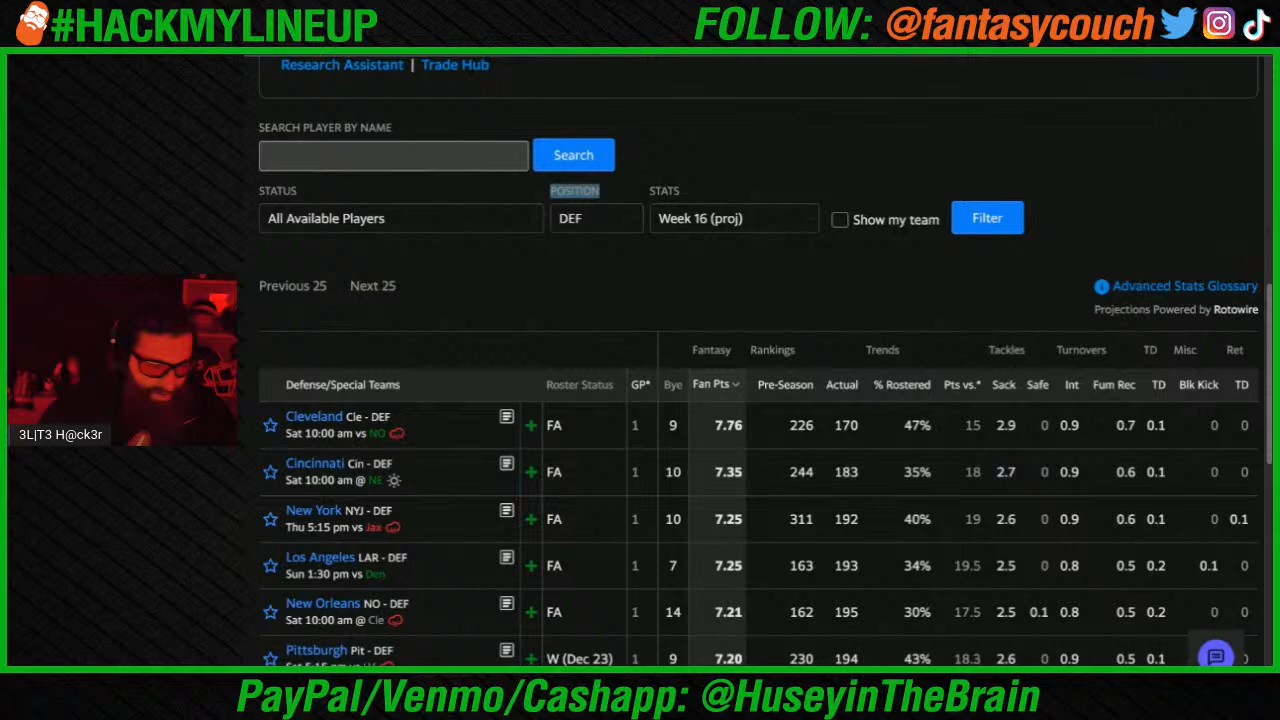 #HACKMYLINEUP
FOLLOW: @fantasycouch
Research Assistant | Trade Hub
SEARCH PLAYER BY NAME
Search
STATUS POSITION STATS
All Available Players DEF Week 16 (proj) Show my team Filter
Previous 25 Next 25 Advanced Stats Glossary
Projections Powered by Rotowire
Fantasy Rankings Trends Tackles Turnovers TD Misc Ret
Defense/Special Teams Roster Status GP* Bye Fan Pts Pre-Season Actual % Rostered Pts vs.* Sack Safe Int Fum Rec TD Blk Kick TD
Cleveland Cle - DEF
Sat 10:00 am vs NO
FA 1 9 7.76 226 170 47% 15 2.9 0 0.9 0.7 0.1 0 0
Cincinnati Cin - DEF
Sat 10:00 am @ NE
FA 1 10 7.35 244 183 35% 18 2.7 0 0.9 0.6 0.1 0 0
New York NYJ - DEF
Thu 5:15 pm vs Jax
FA 1 10 7.25 311 192 40% 19 2.6 0 0.9 0.6 0.1 0 0.1
Los Angeles LAR - DEF
Sun 1:30 pm vs Den
FA 1 7 7.25 163 193 34% 19.5 2.5 0 0.8 0.5 0.2 0.1 0
New Orleans NO - DEF
Sat 10:00 am @ Cle
FA 1 14 7.21 162 195 30% 17.5 2.5 0.1 0.8 0.5 0.2 0 0
Pittsburgh Pit - DEF
W (Dec 23) 1 9 7.20 230 194 43% 18.3 2.6 0 0.9 0.5 0.1 0
3L|T3 H@ck3r
PayPal/Venmo/Cashapp: @HuseyinTheBrain